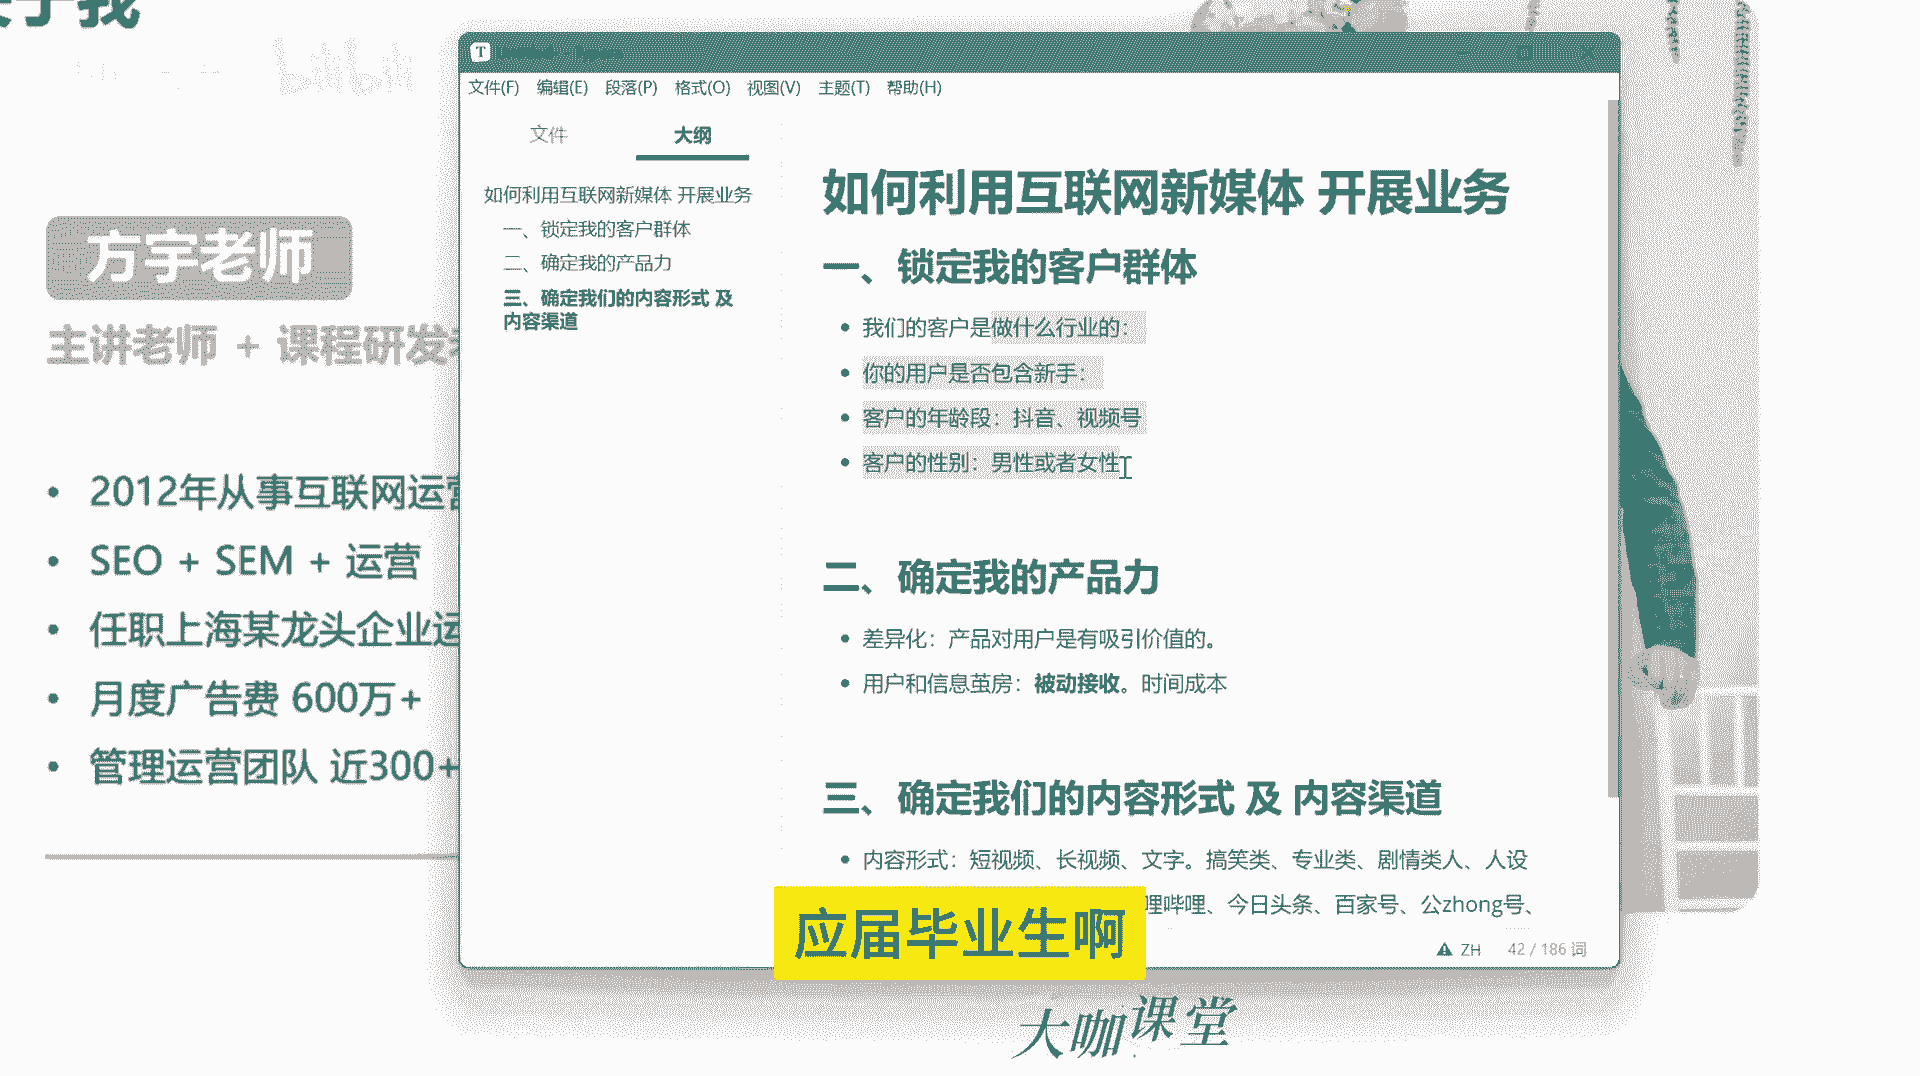 关于我
bilibili
方宇老师
主讲老师 + 课程研发
2012年从事互联网运营
SEO + SEM + 运营
任职上海某龙头企业运
月度广告费 600万+
管理运营团队 近300+
T
文件(F) 编辑(E) 段落(P) 格式(O) 视图(V) 主题(T) 帮助(H)
文件 大纲
如何利用互联网新媒体 开展业务
一、锁定我的客户群体
二、确定我的产品力
三、确定我们的内容形式 及
内容渠道
如何利用互联网新媒体 开展业务
一、锁定我的客户群体
我们的客户是做什么行业的：
你的用户是否包含新手：
客户的年龄段：抖音、视频号
客户的性别：男性或者女性
二、确定我的产品力
差异化：产品对用户是有吸引价值的。
用户和信息茧房：被动接收。时间成本
三、确定我们的内容形式 及 内容渠道
内容形式：短视频、长视频、文字。搞笑类、专业类、剧情类人、人设
哩哔哩、今日头条、百家号、公zhong号、
应届毕业生啊
ZH 42 / 186 词
大咖课堂